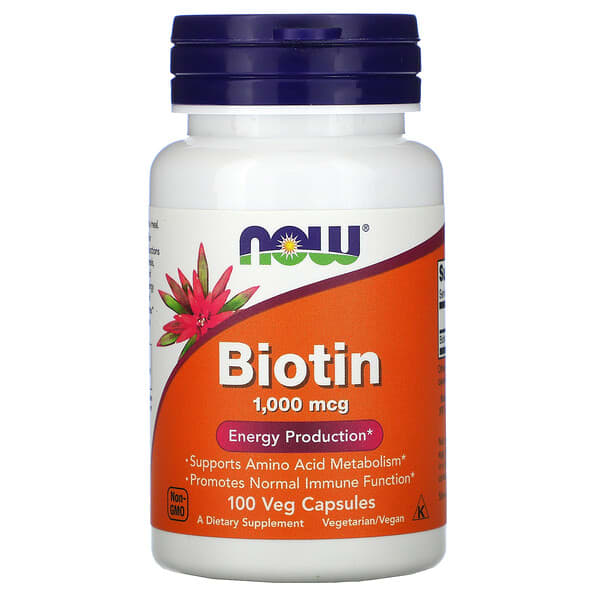 NOW®
Biotin
1,000 mcg
Energy Production*
• Supports Amino Acid Metabolism*
• Promotes Normal Immune Function*
100 Veg Capsules
Non-
GMO
A Dietary Supplement Vegetarian/Vegan
K